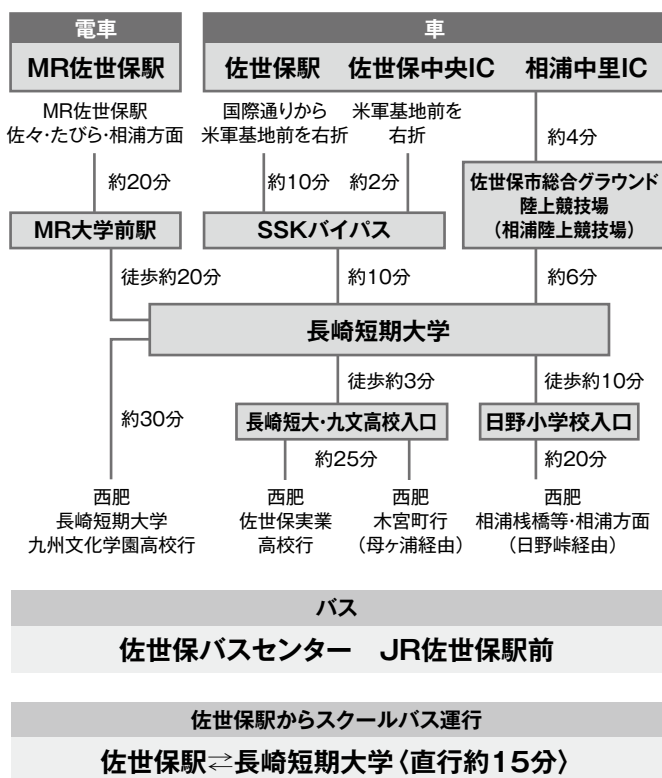 電車
車
MR佐世保駅
佐世保駅
佐世保中央IC
相浦中里IC
MR佐世保駅
佐々・たびら・相浦方面
国際通りから
米軍基地前を右折
米軍基地前を
右折
約4分
約20分
約10分
約2分
佐世保市総合グラウンド
陸上競技場
(相浦陸上競技場)
MR大学前駅
SSKバイパス
徒歩約20分
約10分
約6分
長崎短期大学
徒歩約3分
徒歩約10分
約30分
長崎短大・九文高校入口
日野小学校入口
約25分
約20分
西肥
長崎短期大学
九州文化学園高校行
西肥
佐世保実業
高校行
西肥
木宮町行
(母ヶ浦経由)
西肥
相浦桟橋等・相浦方面
(日野峠経由)
バス
佐世保バスセンター　JR佐世保駅前
佐世保駅からスクールバス運行
佐世保駅⇄長崎短期大学〈直行約15分〉